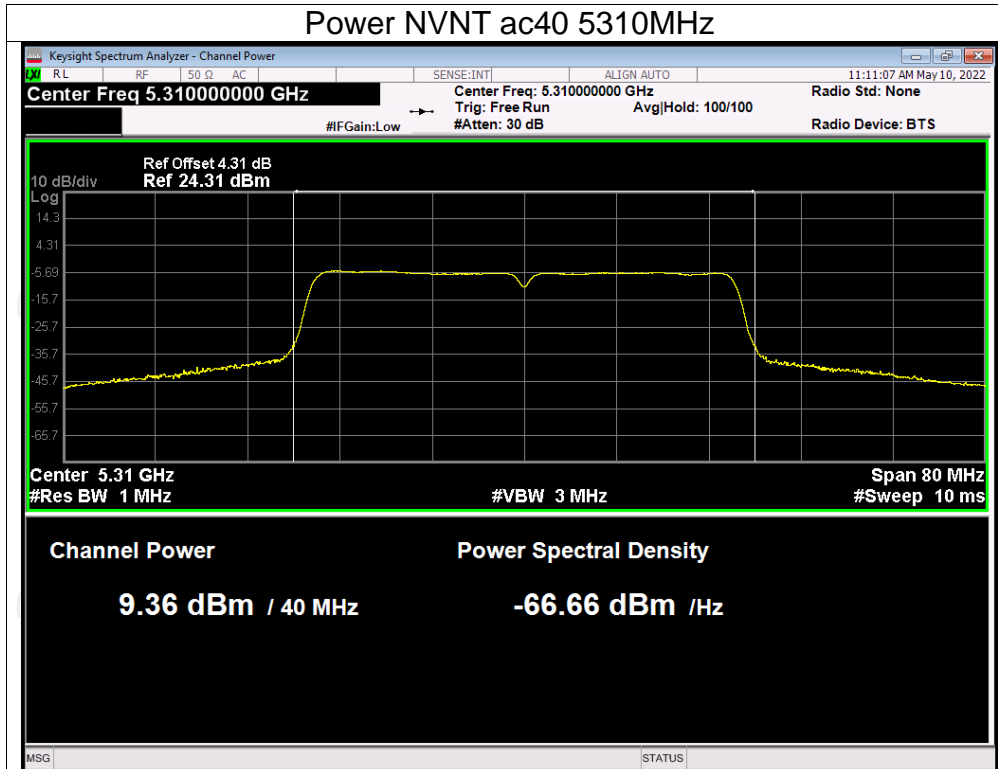 Power NVNT ac40 5310MHz
Keysight Spectrum Analyzer - Channel Power
LXI RL RF 50 Ω AC SENSE:INT ALIGN AUTO 11:11:07 AM May 10, 2022
Center Freq 5.310000000 GHz Center Freq: 5.310000000 GHz Radio Std: None
Trig: Free Run Avg|Hold: 100/100
#IFGain:Low #Atten: 30 dB Radio Device: BTS
Ref Offset 4.31 dB
10 dB/div Ref 24.31 dBm
Log
14.3
4.31
-5.69
-15.7
-25.7
-35.7
-45.7
-55.7
-65.7
Center 5.31 GHz Span 80 MHz
#Res BW 1 MHz #VBW 3 MHz #Sweep 10 ms
Channel Power Power Spectral Density
9.36 dBm / 40 MHz -66.66 dBm /Hz
MSG STATUS